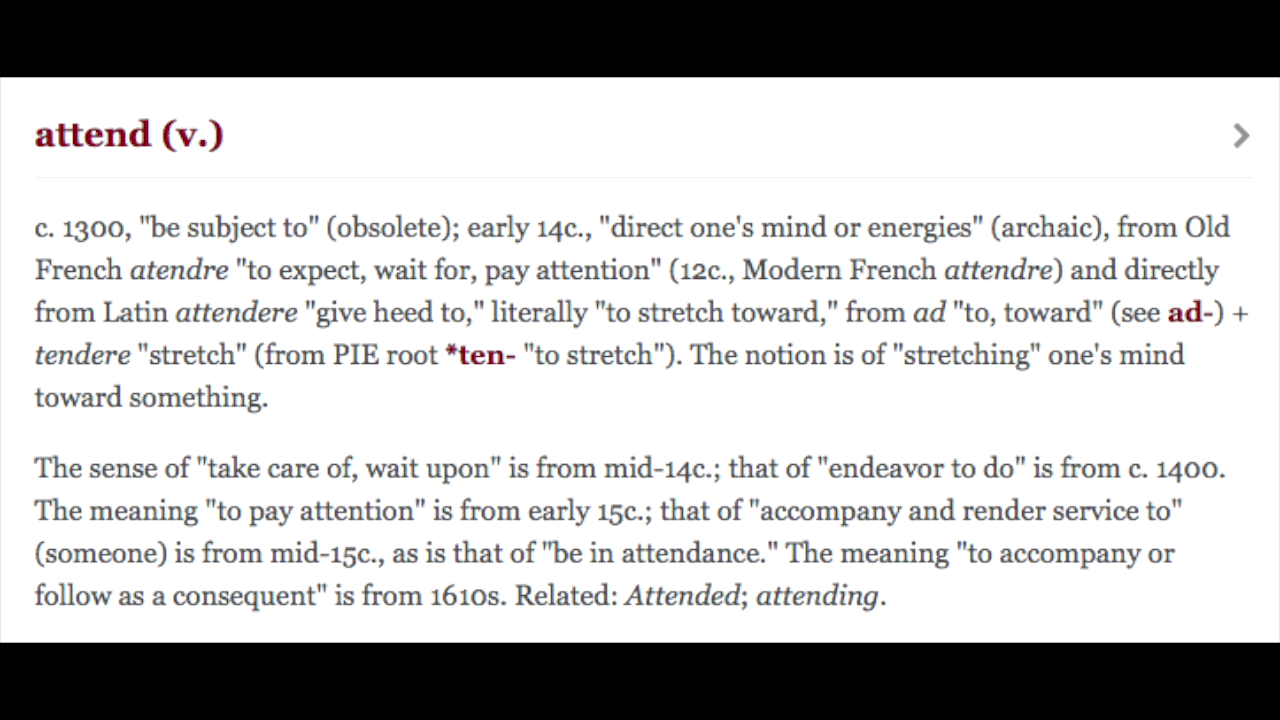 attend (v.)
c. 1300, "be subject to" (obsolete); early 14c., "direct one's mind or energies" (archaic), from Old
French atendre "to expect, wait for, pay attention" (12c., Modern French attendre) and directly
from Latin attendere "give heed to," literally "to stretch toward," from ad "to, toward" (see ad-) +
tendere "stretch" (from PIE root *ten- "to stretch"). The notion is of "stretching" one's mind
toward something.
The sense of "take care of, wait upon" is from mid-14c.; that of "endeavor to do" is from c. 1400.
The meaning "to pay attention" is from early 15c.; that of "accompany and render service to"
(someone) is from mid-15c., as is that of "be in attendance." The meaning "to accompany or
follow as a consequent" is from 1610s. Related: Attended; attending.